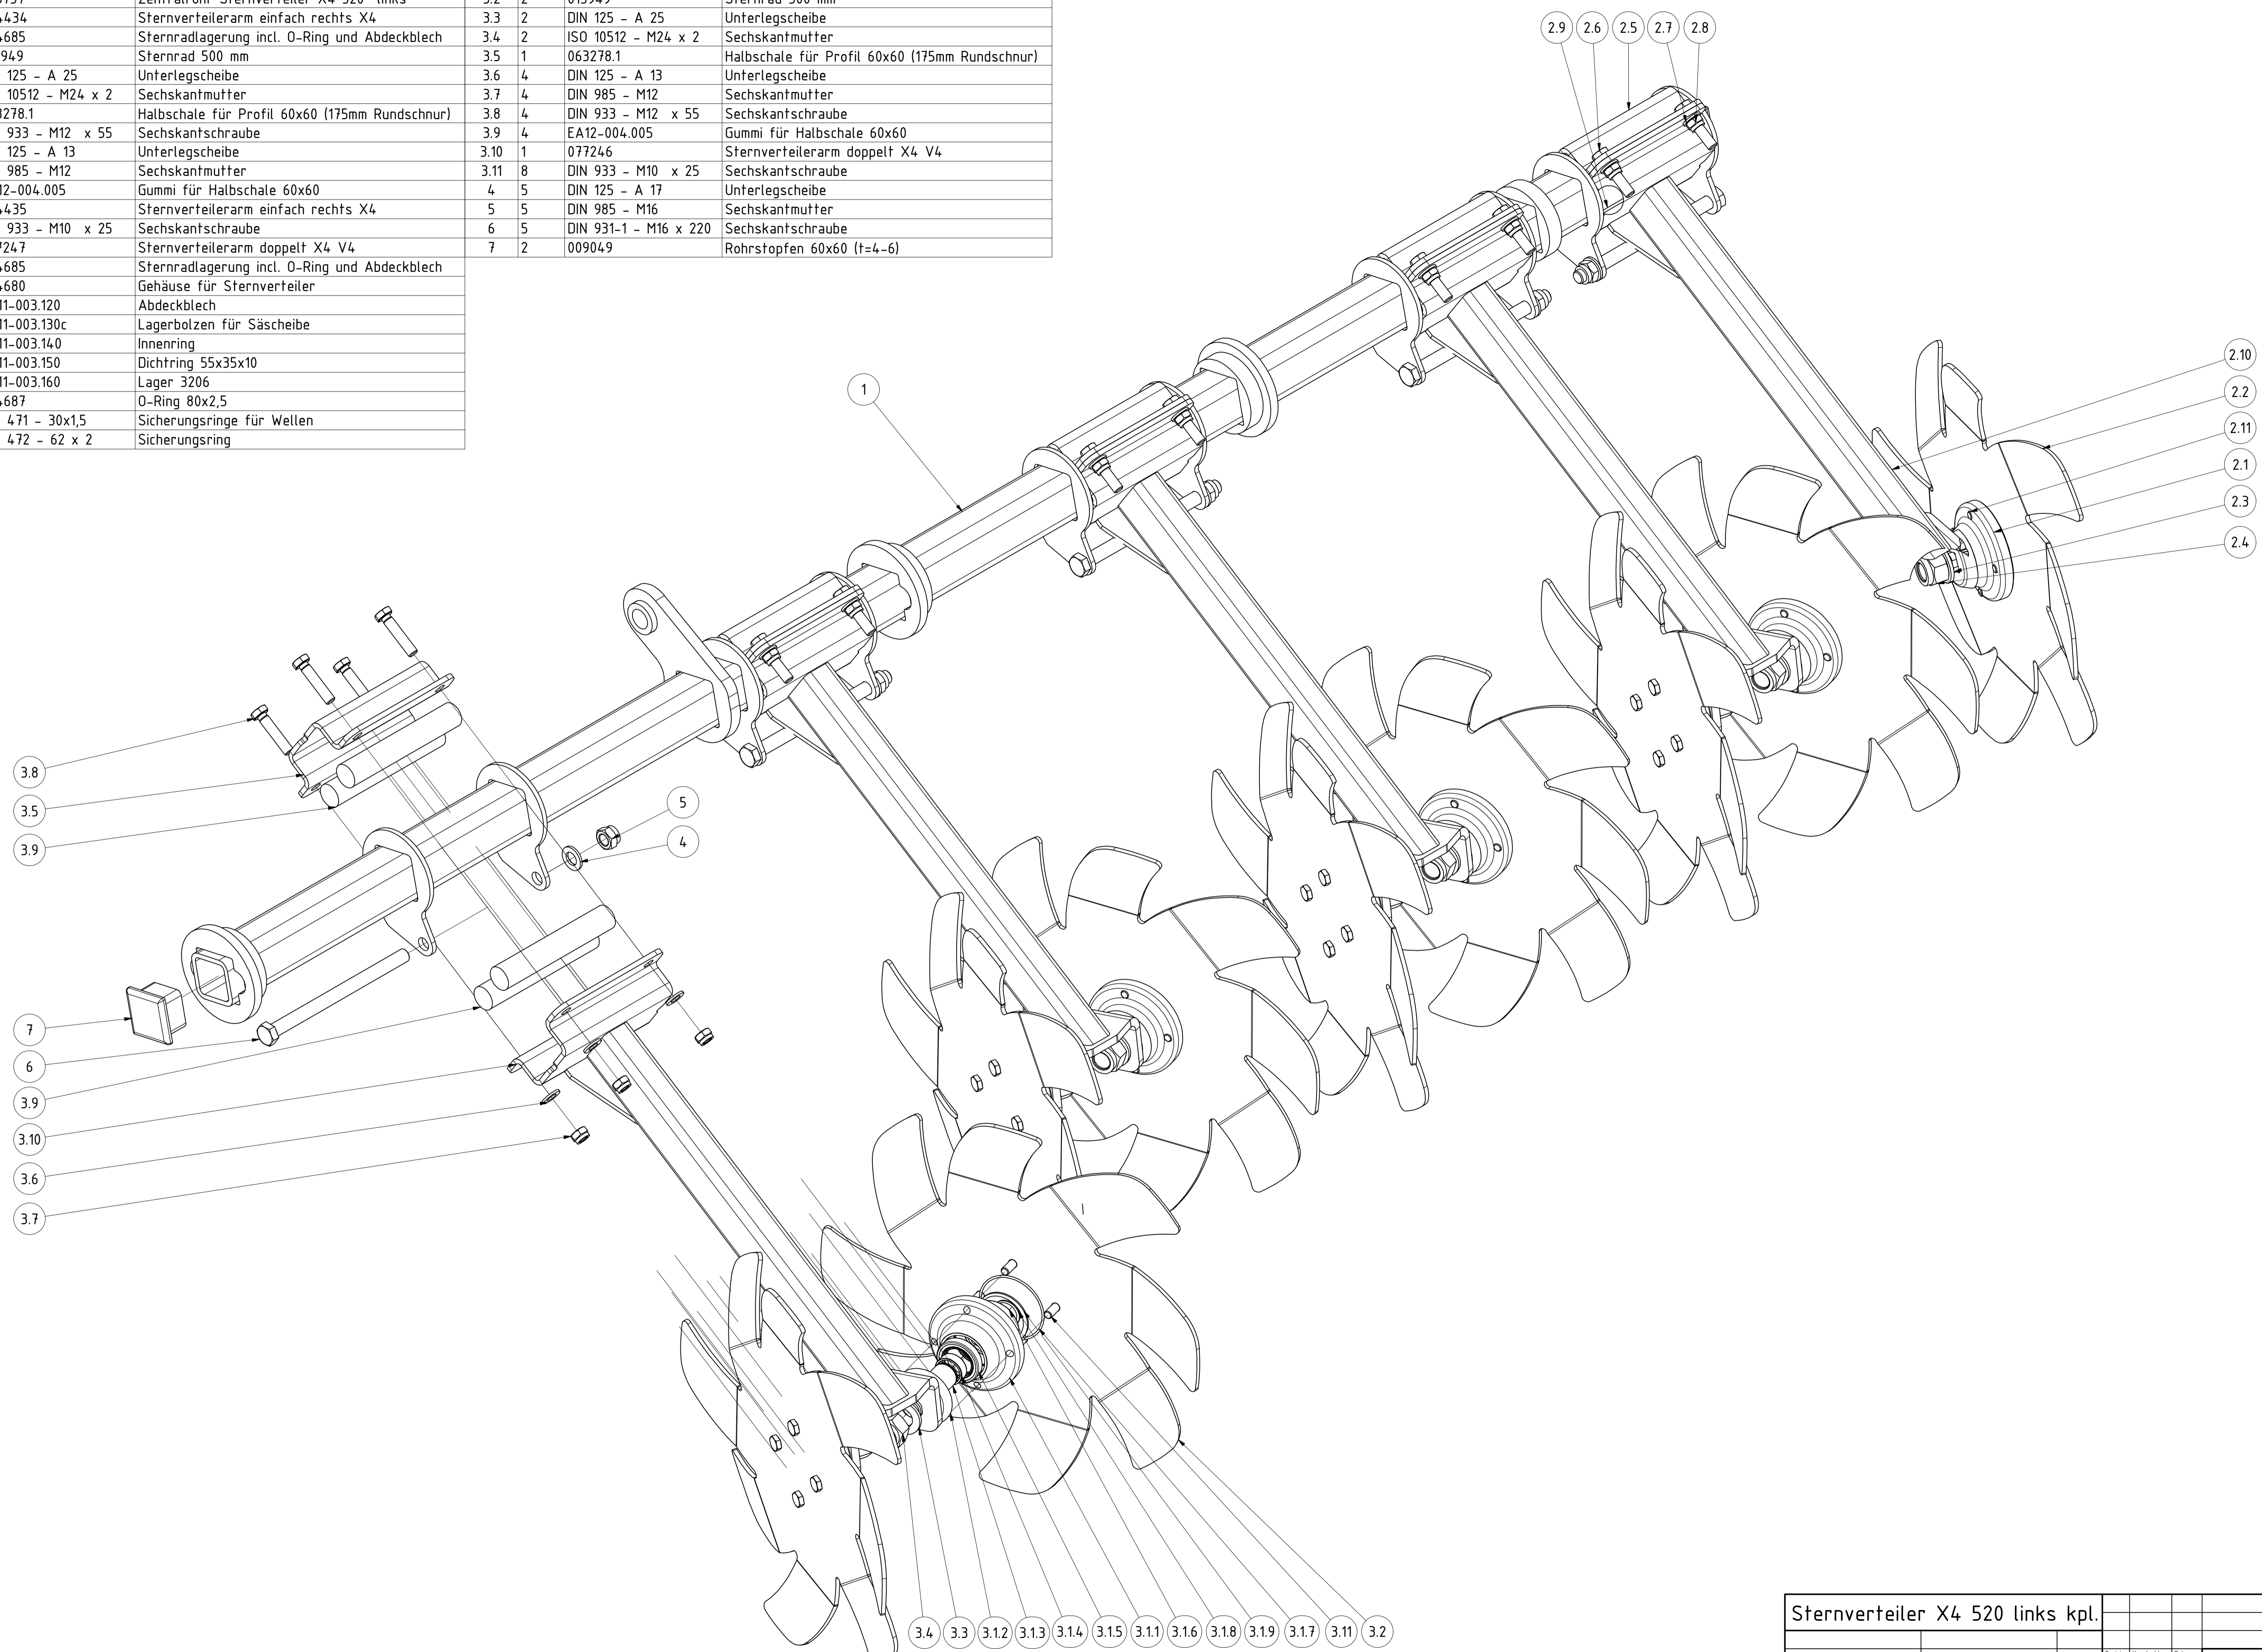 Zentralrohr Sternverteiler X4 520 links
4434 Sternverteilerarm einfach rechts X4
4685 Sternradlagerung incl. O-Ring und Abdeckblech
949 Sternrad 500 mm
125 - A 25 Unterlegscheibe
10512 - M24 x 2 Sechskantmutter
3278.1 Halbschale für Profil 60x60 (175mm Rundschnur)
933 - M12 x 55 Sechskantschraube
125 - A 13 Unterlegscheibe
985 - M12 Sechskantmutter
12-004.005 Gummi für Halbschale 60x60
4435 Sternverteilerarm einfach rechts X4
933 - M10 x 25 Sechskantschraube
7247 Sternverteilerarm doppelt X4 V4
4685 Sternradlagerung incl. O-Ring und Abdeckblech
4680 Gehäuse für Sternverteiler
11-003.120 Abdeckblech
11-003.130c Lagerbolzen für Säscheibe
11-003.140 Innenring
11-003.150 Dichtring 55x35x10
11-003.160 Lager 3206
4687 O-Ring 80x2,5
471 - 30x1,5 Sicherungsringe für Wellen
472 - 62 x 2 Sicherungsring
3.2 2 013949 Sternrad 500 mm
3.3 2 DIN 125 - A 25 Unterlegscheibe
3.4 2 ISO 10512 - M24 x 2 Sechskantmutter
3.5 1 063278.1 Halbschale für Profil 60x60 (175mm Rundschnur)
3.6 4 DIN 125 - A 13 Unterlegscheibe
3.7 4 DIN 985 - M12 Sechskantmutter
3.8 4 DIN 933 - M12 x 55 Sechskantschraube
3.9 4 EA12-004.005 Gummi für Halbschale 60x60
3.10 1 077246 Sternverteilerarm doppelt X4 V4
3.11 8 DIN 933 - M10 x 25 Sechskantschraube
4 5 DIN 125 - A 17 Unterlegscheibe
5 5 DIN 985 - M16 Sechskantmutter
6 5 DIN 931-1 - M16 x 220 Sechskantschraube
7 2 009049 Rohrstopfen 60x60 (t=4-6)
2.9 2.6 2.5 2.7 2.8
2.10
2.2
2.11
2.1
2.3
2.4
1
3.8
3.5
3.9
5
4
7
6
3.9
3.10
3.6
3.7
3.4 3.3 3.1.2 3.1.3 3.1.4 3.1.5 3.1.1 3.1.6 3.1.8 3.1.9 3.1.7 3.11 3.2
Sternverteiler X4 520 links kpl.